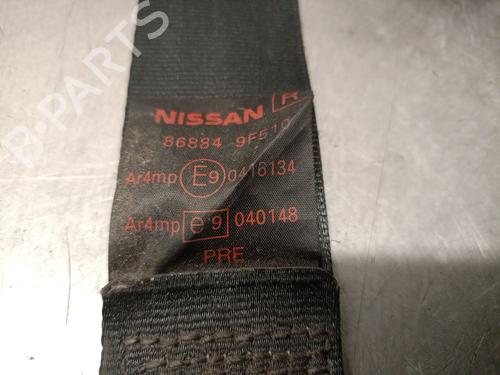 B-Parts
NISSAN R
86884 9F510
Ar4mp E9 0416134
Ar4mp e9 040148
PRE